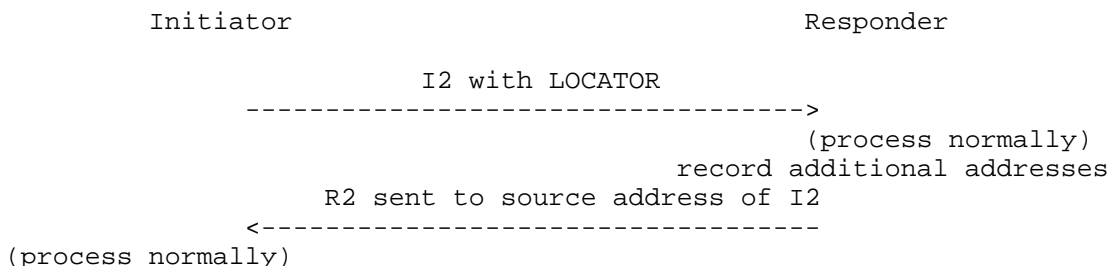 Initiator Responder
I2 with LOCATOR
----------------------------------->
(process normally)
record additional addresses
R2 sent to source address of I2
<-----------------------------------
(process normally)